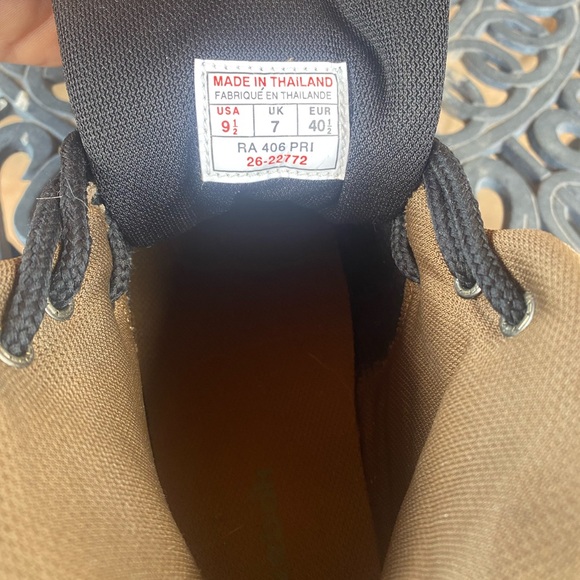 MADE IN THAILAND
FABRIQUÉ EN THAILANDE
USA UK EUR
9½ 7 40½
RA 406 PRI
26-22772